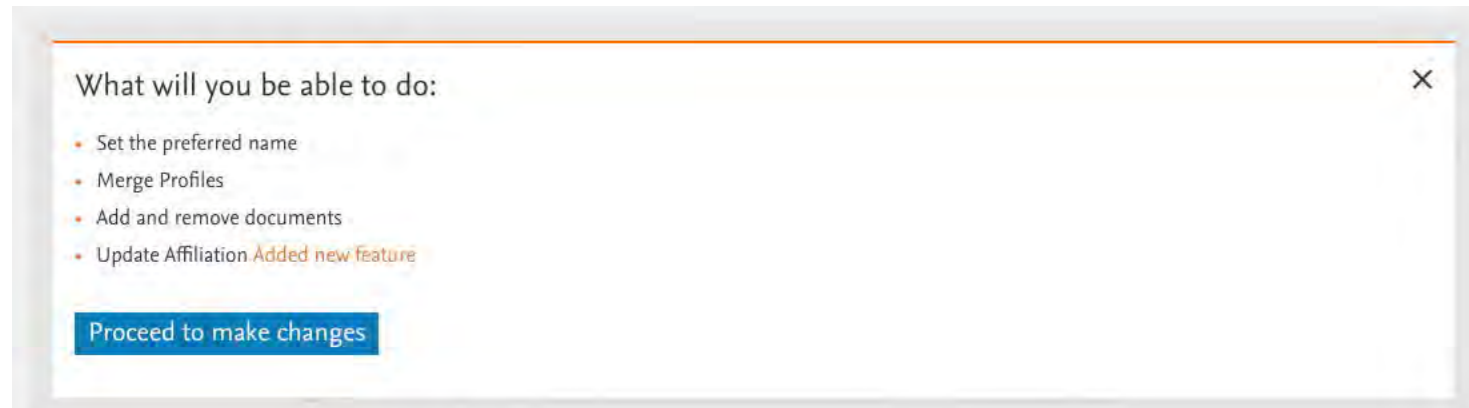 What will you be able to do:
Set the preferred name
Merge Profiles
Add and remove documents
Update Affiliation Added new feature
Proceed to make changes